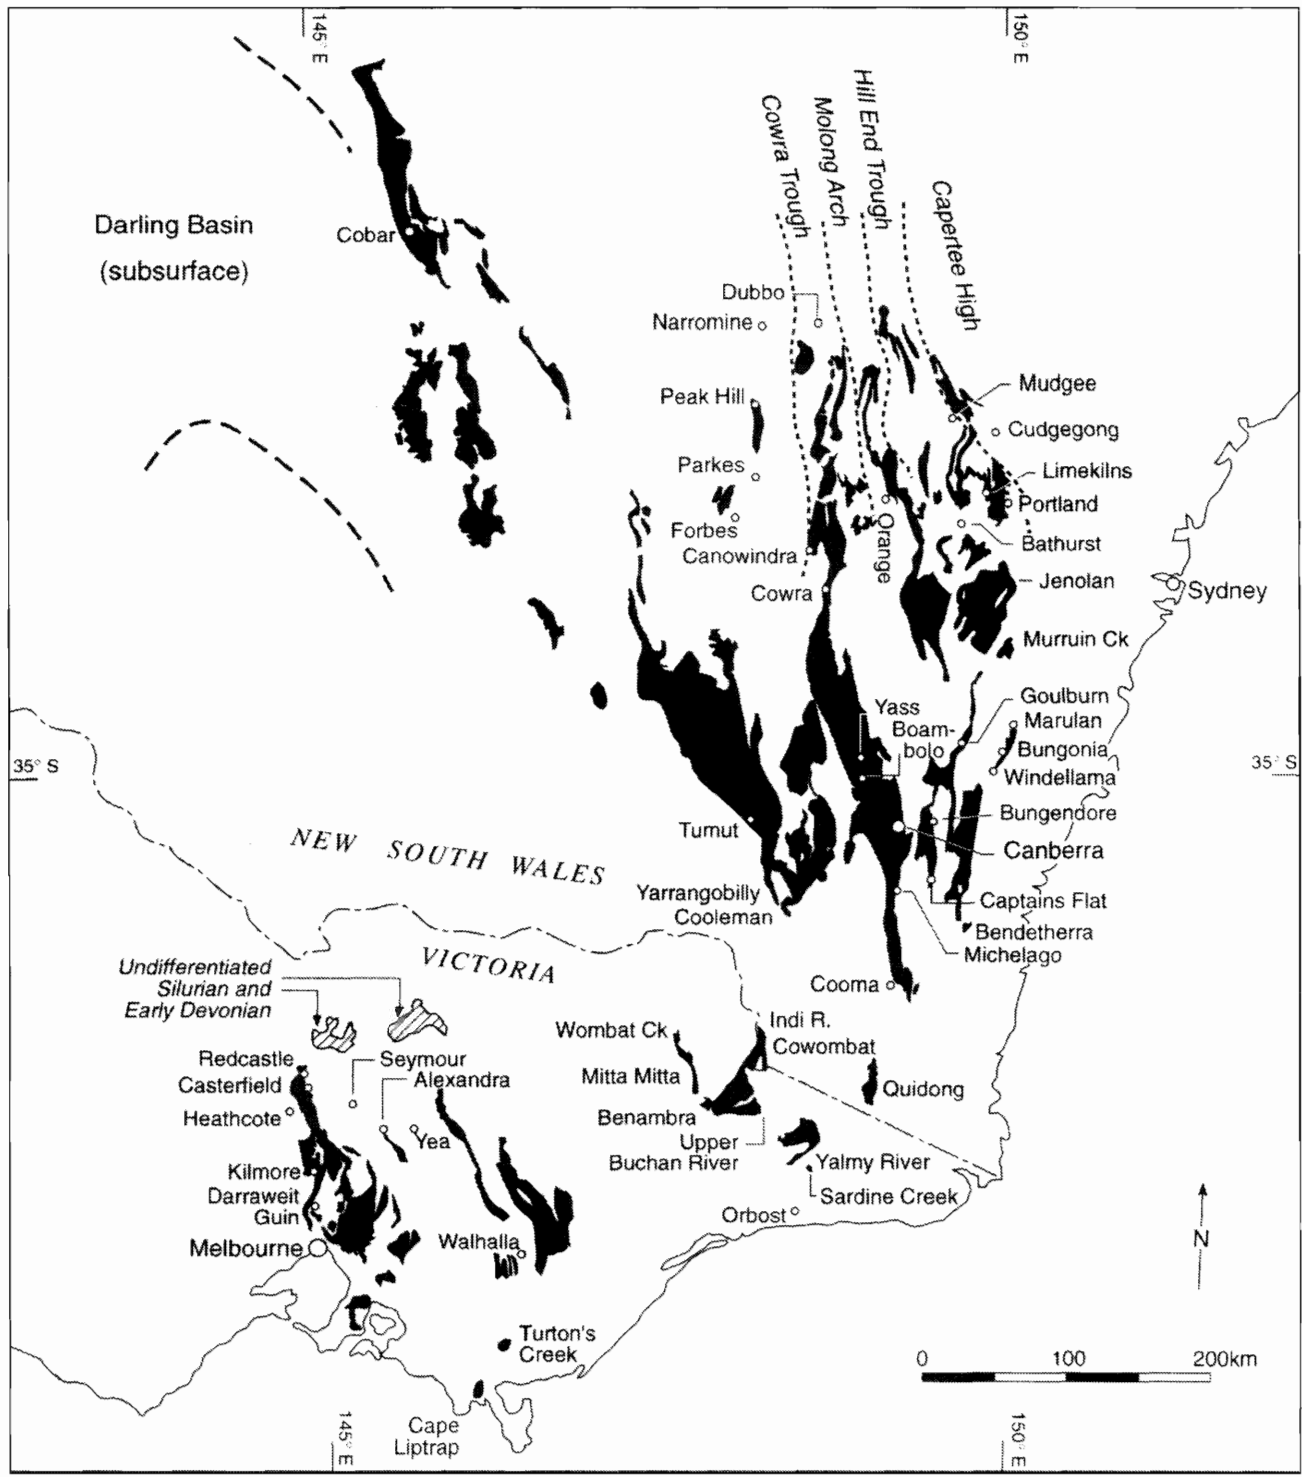 145° E
150° E
Hill End Trough
Molong Arch
Cowra Trough
Capertee High
Darling Basin
(subsurface)
Cobar
Dubbo
Narromine
Peak Hill
Mudgee
Cudgegong
Parkes
Limekilns
Portland
Forbes
Canowindra
Orange
Bathurst
Cowra
Jenolan
Sydney
Murruin Ck
Yass
Boam-
bolo
Goulburn
Marulan
Bungonia
Windellama
35° S
35° S
Tumut
Bungendore
Canberra
NEW SOUTH WALES
Yarrangobilly
Cooleman
Captains Flat
Bendetherra
Michelago
VICTORIA
Undifferentiated
Silurian and
Early Devonian
Cooma
Wombat Ck
Indi R.
Cowombat
Redcastle
Seymour
Casterfield
Alexandra
Mitta Mitta
Quidong
Heathcote
Benambra
Yea
Upper
Buchan River
Kilmore
Yalmy River
Darraweit
Guin
Sardine Creek
Orbost
Melbourne
Walhalla
N
Turton's
Creek
0 100 200km
Cape
Liptrap
145° E
150° E